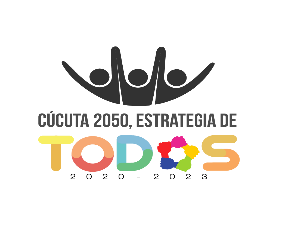 CÚCUTA 2050, ESTRATEGIA DE
TODOS
2020-2023